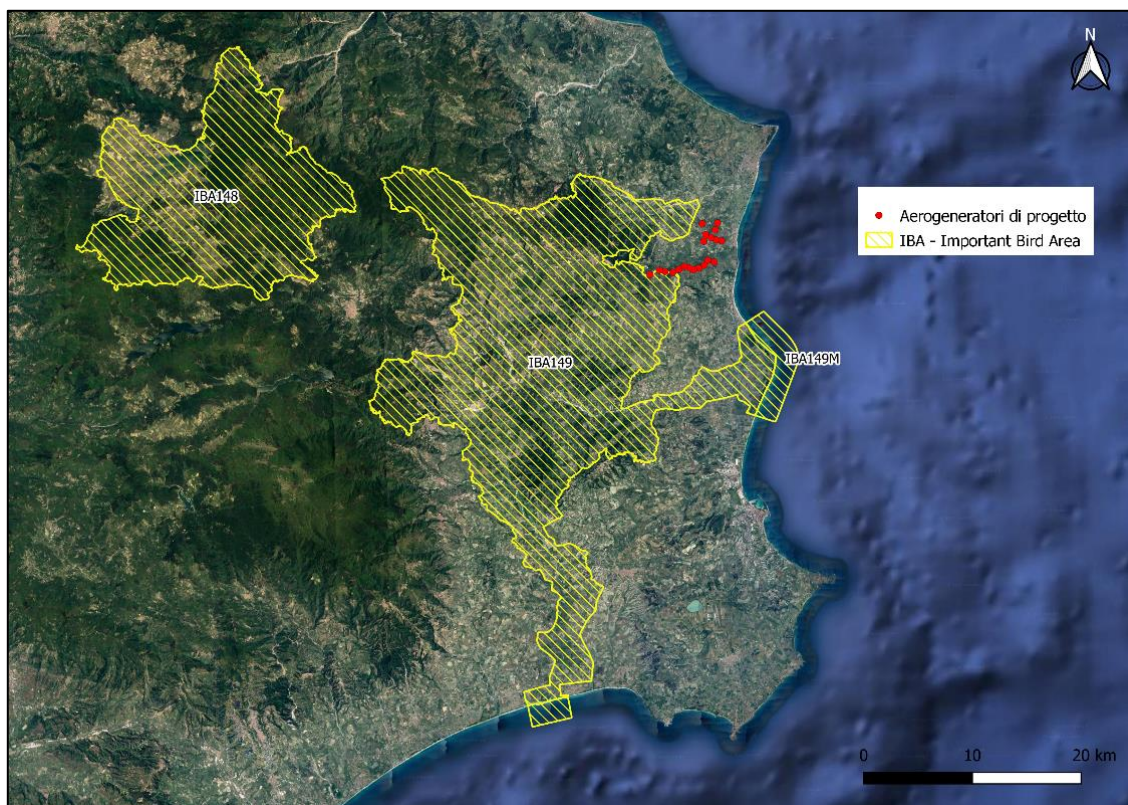 N
IBA148
Aerogeneratori di progetto
IBA - Important Bird Area
IBA149
IBA149M
0 10 20 km